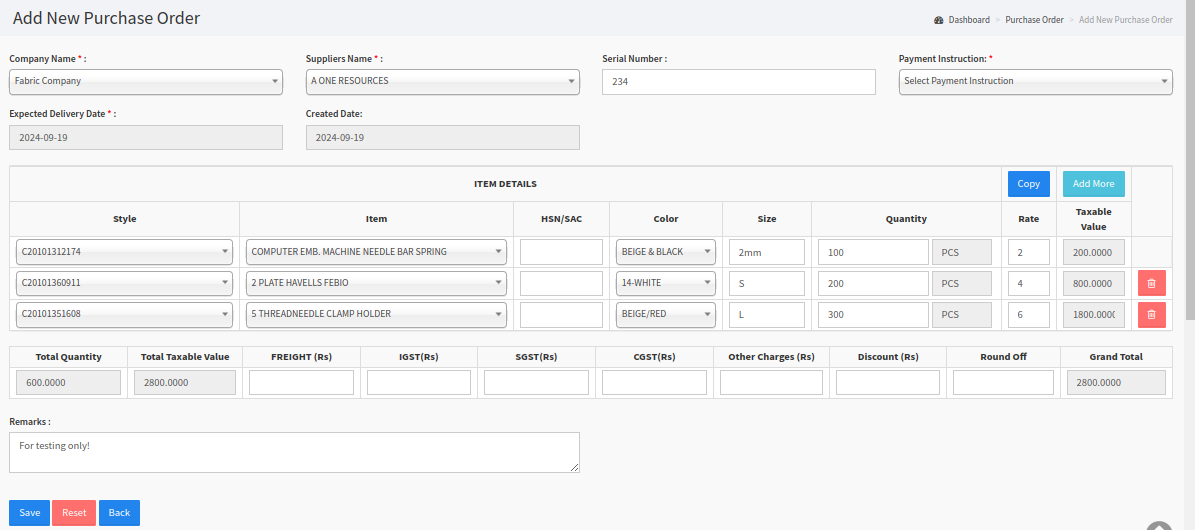 Add New Purchase Order
Dashboard > Purchase Order > Add New Purchase Order
Company Name * : Suppliers Name * : Serial Number : Payment Instruction: *
Fabric Company A ONE RESOURCES 234 Select Payment Instruction
Expected Delivery Date * : Created Date:
2024-09-19 2024-09-19
ITEM DETAILS Copy Add More
Style Item HSN/SAC Color Size Quantity Rate Taxable Value
C20101312174 COMPUTER EMB. MACHINE NEEDLE BAR SPRING BEIGE & BLACK 2mm 100 PCS 2 200.0000
C20101360911 2 PLATE HAVELLS FEBIO 14-WHITE S 200 PCS 4 800.0000
C20101351608 5 THREADNEEDLE CLAMP HOLDER BEIGE/RED L 300 PCS 6 1800.000
Total Quantity Total Taxable Value FREIGHT (Rs) IGST(Rs) SGST(Rs) CGST(Rs) Other Charges (Rs) Discount (Rs) Round Off Grand Total
600.0000 2800.0000 2800.0000
Remarks :
For testing only!
Save Reset Back